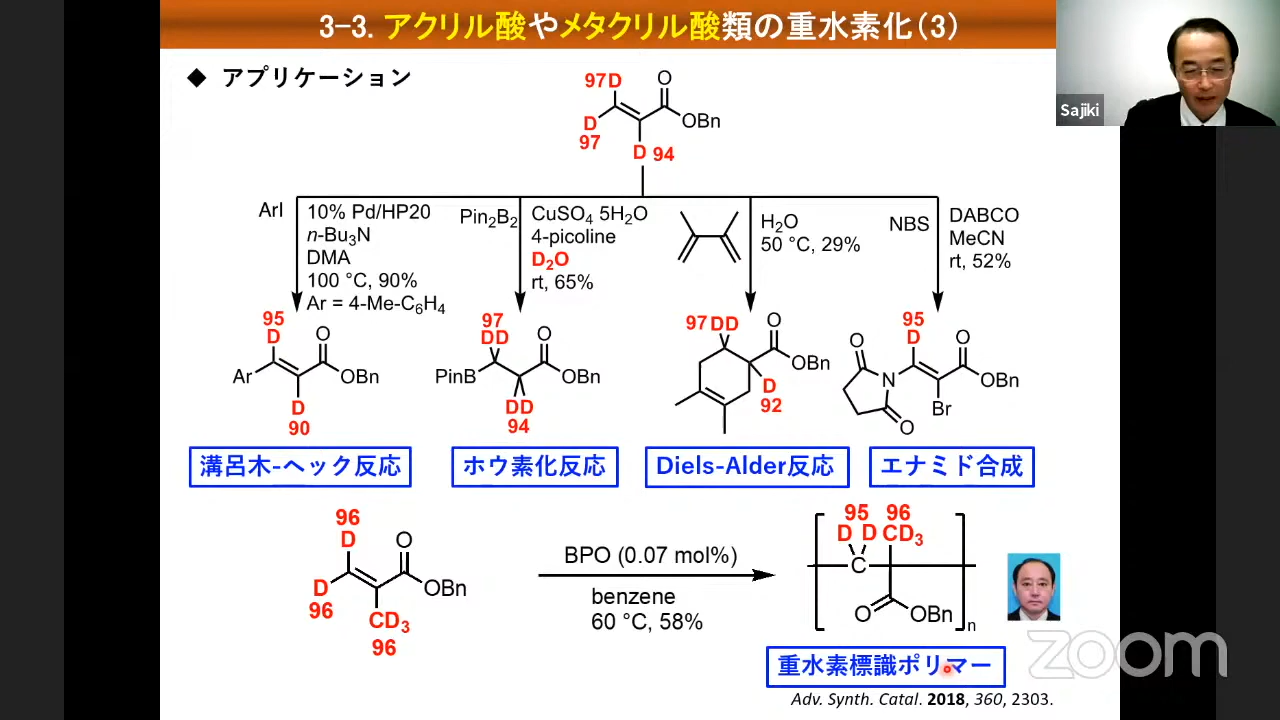 3-3. アクリル酸やメタクリル酸類の重水素化(3)
Sajiki
◆ アプリケーション
97D
O
D
OBn
97
D 94
ArI
10% Pd/HP20
n-Bu3N
DMA
100 °C, 90%
Ar = 4-Me-C6H4
Pin2B2
CuSO4 5H2O
4-picoline
D2O
rt, 65%
H2O
50 °C, 29%
NBS
DABCO
MeCN
rt, 52%
95
D
O
Ar
OBn
D
90
97
DD
O
PinB
OBn
DD
94
97DD
O
OBn
D
92
95
O
D
O
N
OBn
Br
O
溝呂木-ヘック反応
ホウ素化反応
Diels-Alder反応
エナミド合成
96
D
O
D
OBn
96
CD3
96
BPO (0.07 mol%)
benzene
60 °C, 58%
95 96
D D CD3
C
O
OBn
n
重水素標識ポリマー
zoom
Adv. Synth. Catal. 2018, 360, 2303.